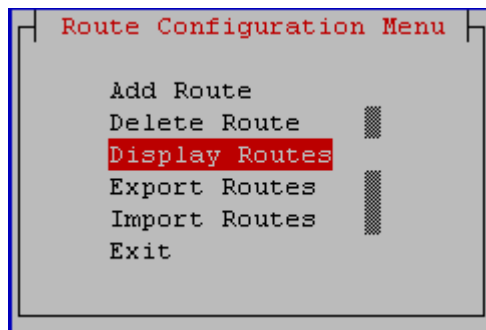 Route Configuration Menu
Add Route
Delete Route
Display Routes
Export Routes
Import Routes
Exit